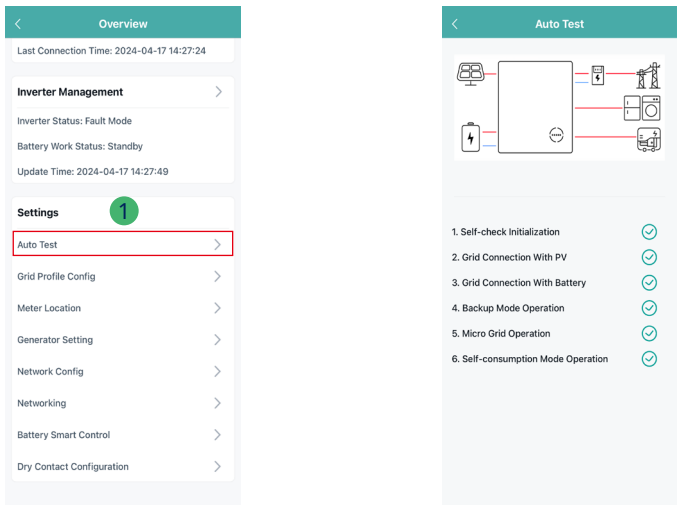 Overview
Last Connection Time: 2024-04-17 14:27:24
Inverter Management
Inverter Status: Fault Mode
Battery Work Status: Standby
Update Time: 2024-04-17 14:27:49
Settings
1
Auto Test
Grid Profile Config
Meter Location
Generator Setting
Network Config
Networking
Battery Smart Control
Dry Contact Configuration
Auto Test
1. Self-check Initialization
2. Grid Connection With PV
3. Grid Connection With Battery
4. Backup Mode Operation
5. Micro Grid Operation
6. Self-consumption Mode Operation